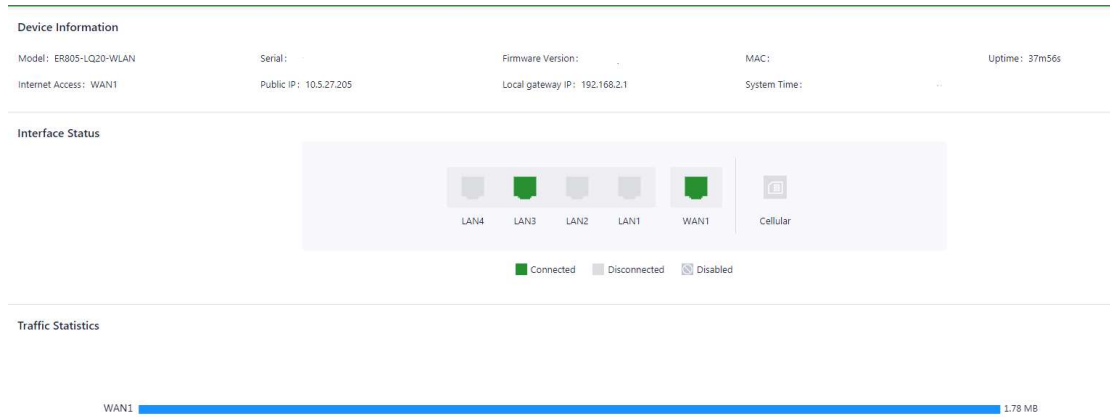 Device Information
Model: ER805-LQ20-WLAN Serial: Firmware Version: MAC: Uptime: 37m56s
Internet Access: WAN1 Public IP: 10.5.27.205 Local gateway IP: 192.168.2.1 System Time:
Interface Status
LAN4 LAN3 LAN2 LAN1 WAN1 Cellular
Connected Disconnected Disabled
Traffic Statistics
WAN1 1.78 MB